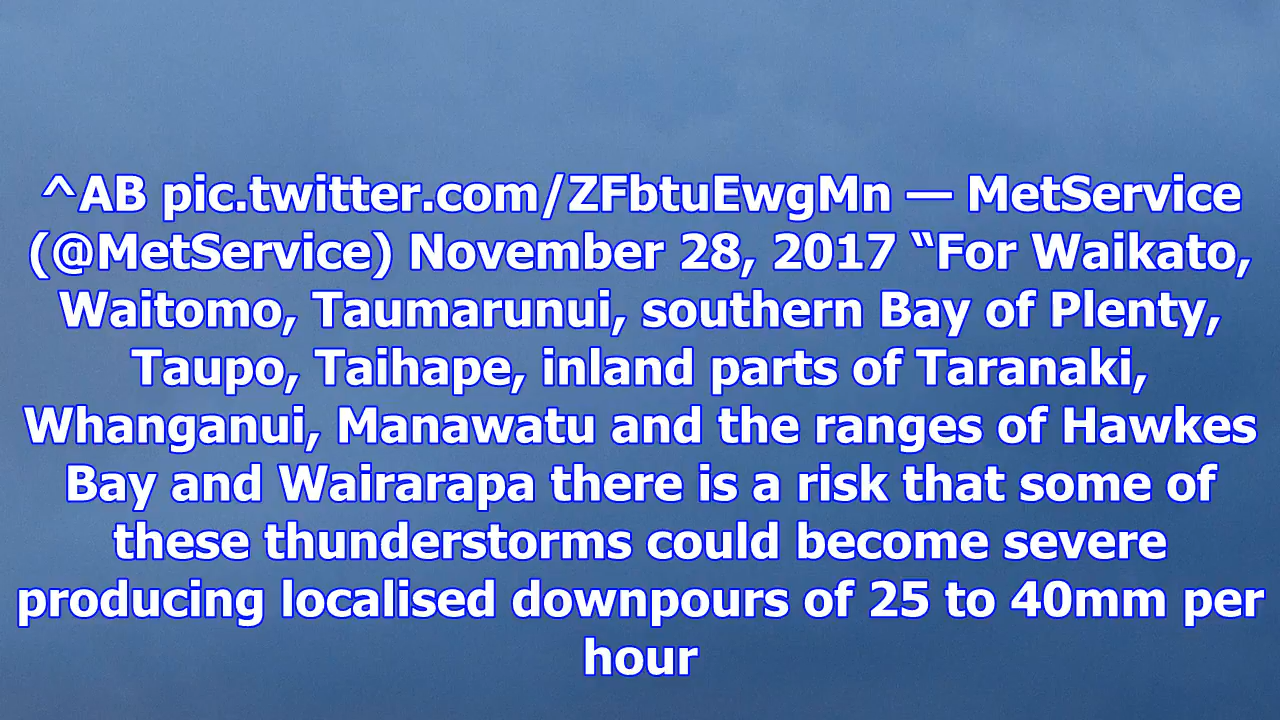 ^AB pic.twitter.com/ZFbtuEwgMn — MetService
(@MetService) November 28, 2017 “For Waikato,
Waitomo, Taumarunui, southern Bay of Plenty,
Taupo, Taihape, inland parts of Taranaki,
Whanganui, Manawatu and the ranges of Hawkes
Bay and Wairarapa there is a risk that some of
these thunderstorms could become severe
producing localised downpours of 25 to 40mm per
hour